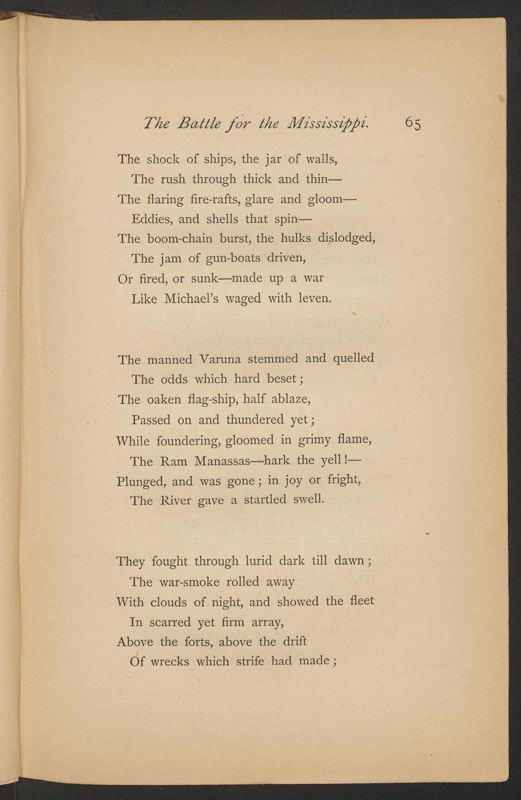 The Battle for the Mississippi. 65
The shock of ships, the jar of walls,
The rush through thick and thin—
The flaring fire-rafts, glare and gloom—
Eddies, and shells that spin—
The boom-chain burst, the hulks dislodged,
The jam of gun-boats driven,
Or fired, or sunk—made up a war
Like Michael's waged with leven.
The manned Varuna stemmed and quelled
The odds which hard beset;
The oaken flag-ship, half ablaze,
Passed on and thundered yet;
While foundering, gloomed in grimy flame,
The Ram Manassas—hark the yell!—
Plunged, and was gone; in joy or fright,
The River gave a startled swell.
They fought through lurid dark till dawn;
The war-smoke rolled away
With clouds of night, and showed the fleet
In scarred yet firm array,
Above the forts, above the drift
Of wrecks which strife had made;